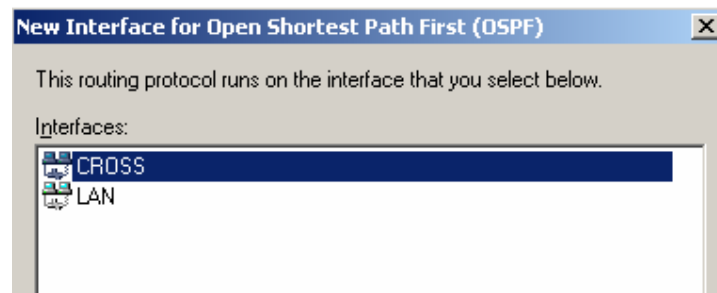 New Interface for Open Shortest Path First (OSPF)
This routing protocol runs on the interface that you select below.
Interfaces:
CROSS
LAN